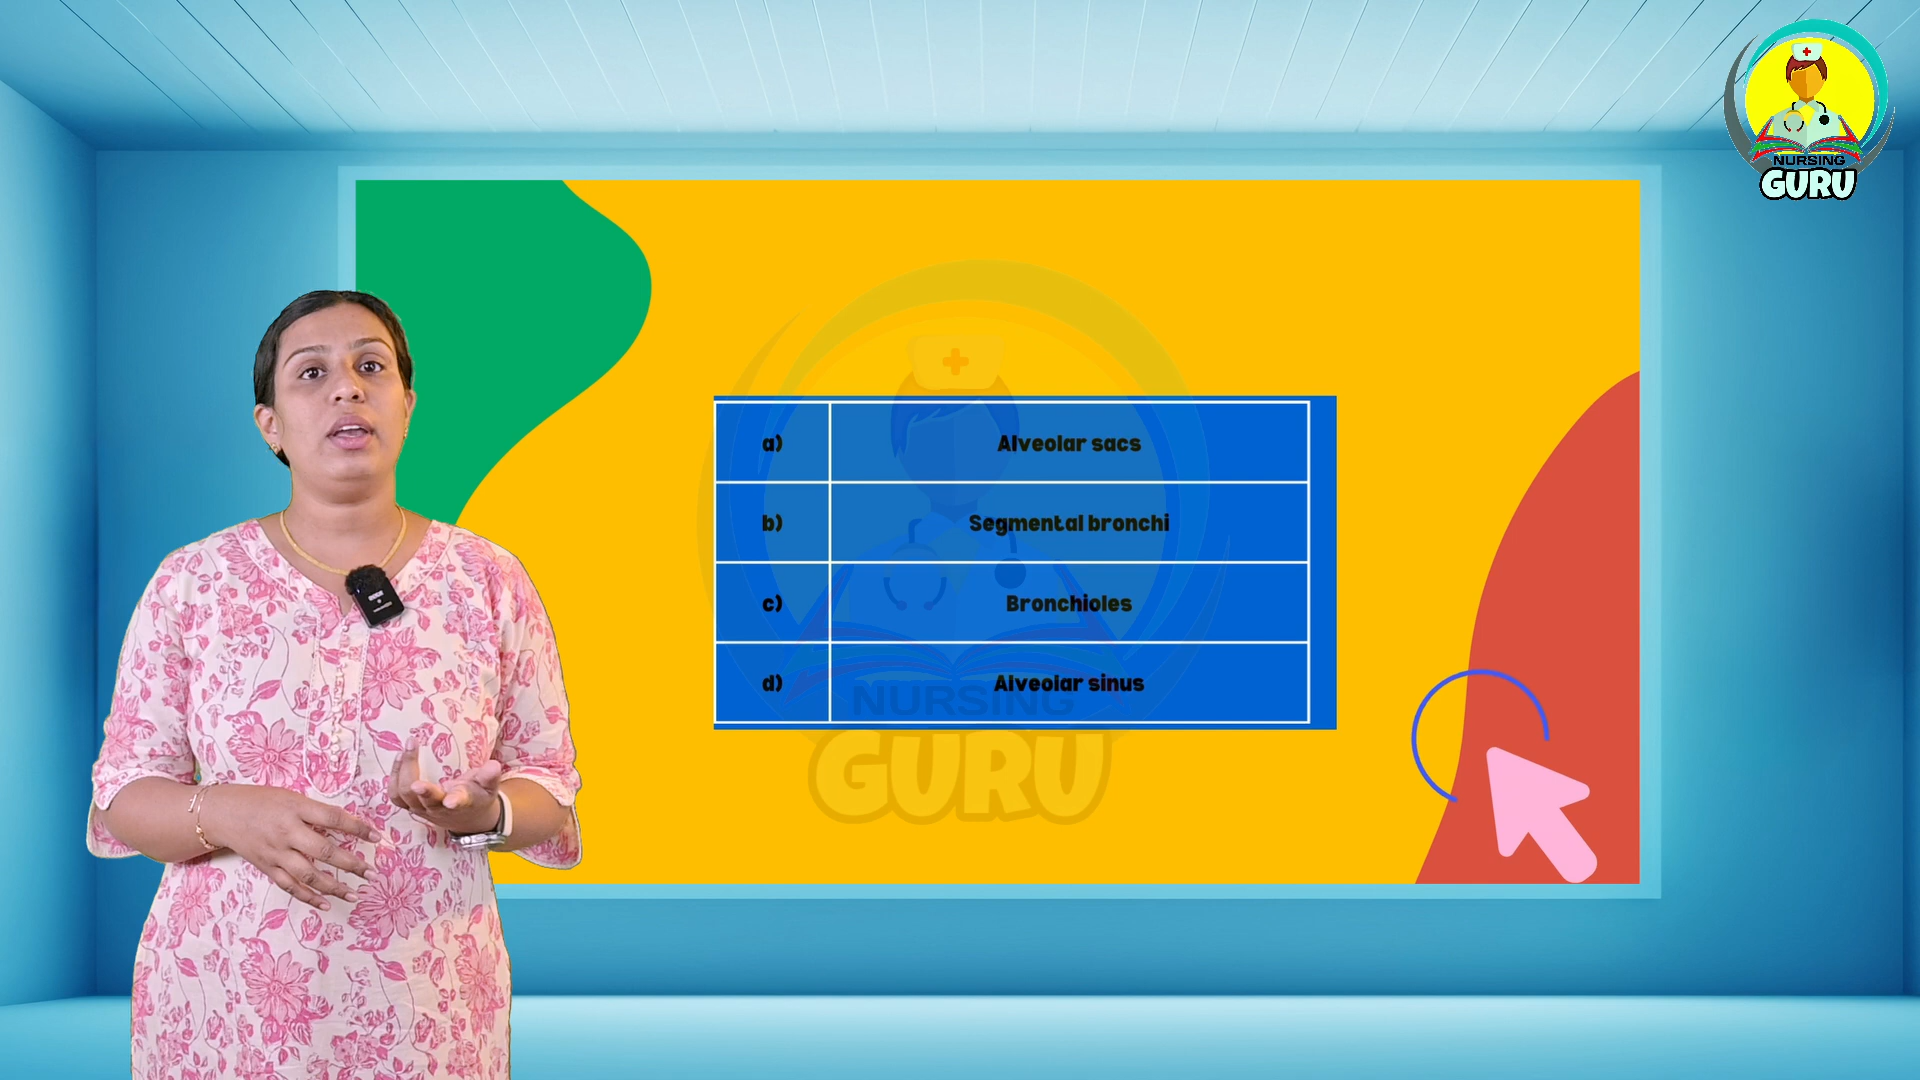 NURSING
GURU
a) Alveolar sacs
b) Segmental bronchi
c) Bronchioles
d) Alveolar sinus
NURSING
GURU